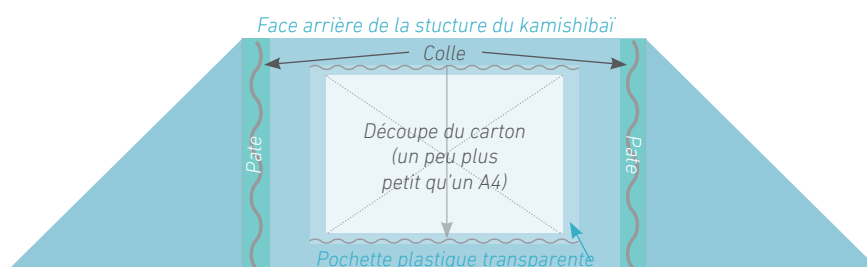 Face arrière de la stucture du kamishibaï
Colle
Pate
Découpe du carton
(un peu plus
petit qu'un A4)
Pate
Pochette plastique transparente